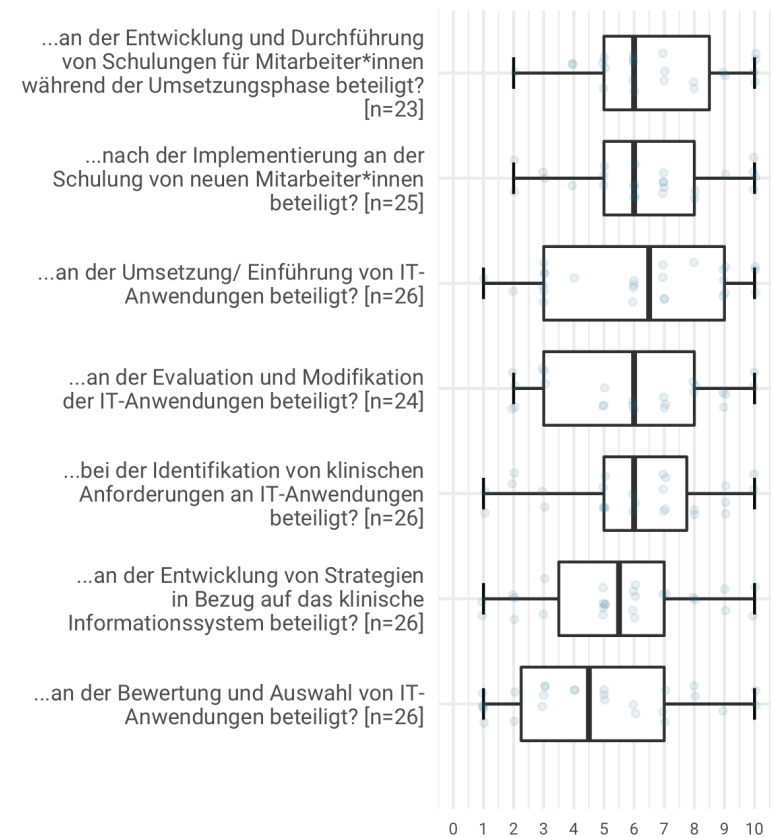 ...an der Entwicklung und Durchführung
von Schulungen für Mitarbeiter*innen
während der Umsetzungsphase beteiligt?
[n=23]
...nach der Implementierung an der
Schulung von neuen Mitarbeiter*innen
beteiligt? [n=25]
...an der Umsetzung/ Einführung von IT-
Anwendungen beteiligt? [n=26]
...an der Evaluation und Modifikation
der IT-Anwendungen beteiligt? [n=24]
...bei der Identifikation von klinischen
Anforderungen an IT-Anwendungen
beteiligt? [n=26]
...an der Entwicklung von Strategien
in Bezug auf das klinische
Informationssystem beteiligt? [n=26]
...an der Bewertung und Auswahl von IT-
Anwendungen beteiligt? [n=26]
0 1 2 3 4 5 6 7 8 9 10